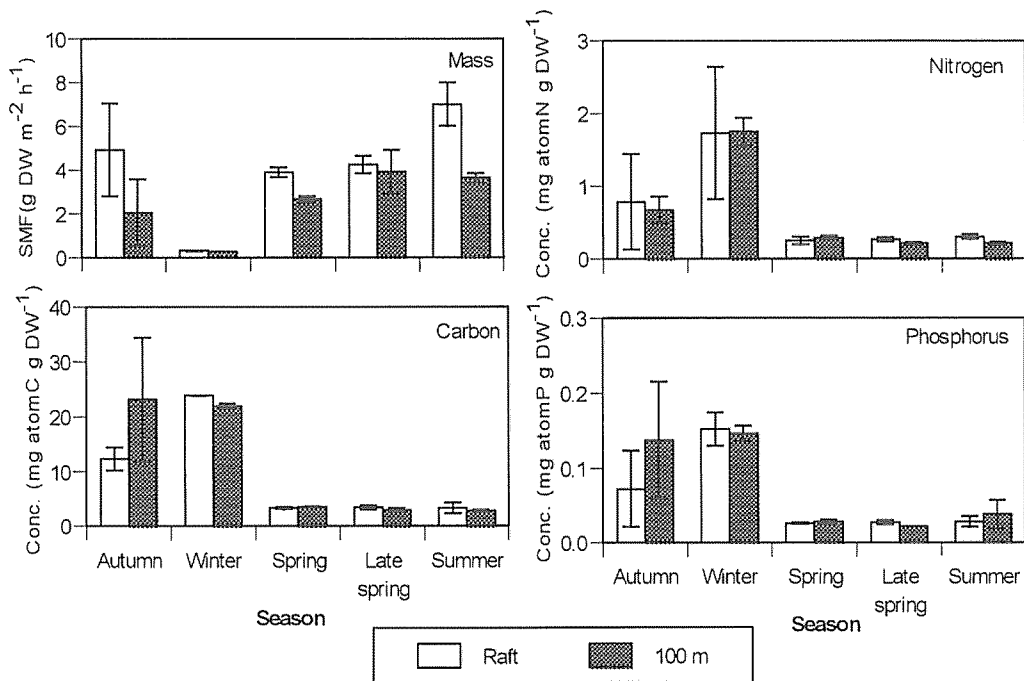 10
8
6
4
2
0
SMF(g DW m⁻² h⁻¹)
Mass
3
2
1
0
Conc. (mg atomN g DW⁻¹)
Nitrogen
40
30
20
10
0
Conc. (mg atomC g DW⁻¹)
Carbon
Autumn Winter Spring Late spring Summer
Season
0.3
0.2
0.1
0.0
Conc. (mg atomP g DW⁻¹)
Phosphorus
Autumn Winter Spring Late spring Summer
Season
Raft 100 m